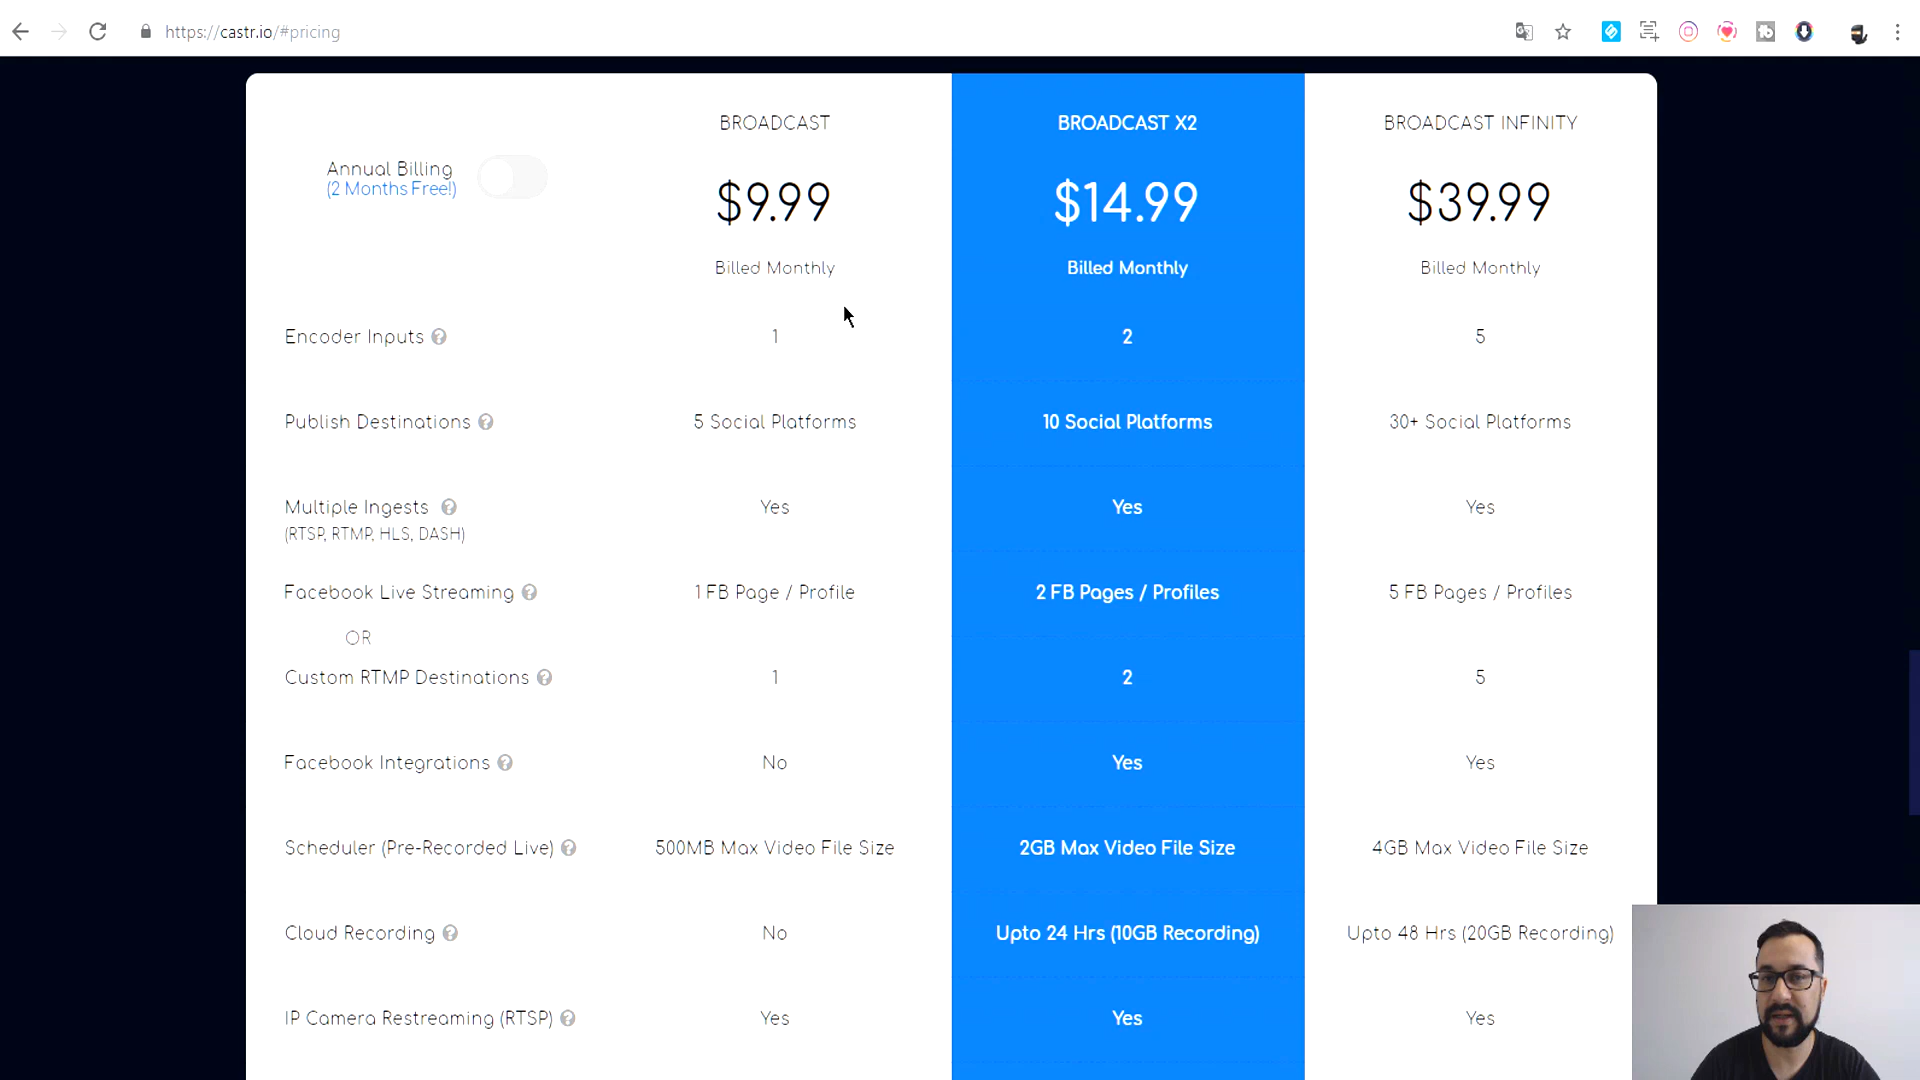 https://castr.io/#pricing
BROADCAST
BROADCAST X2
BROADCAST INFINITY
Annual Billing
(2 Months Free!)
$9.99
$14.99
$39.99
Billed Monthly
Billed Monthly
Billed Monthly
Encoder Inputs ?
1
2
5
Publish Destinations ?
5 Social Platforms
10 Social Platforms
30+ Social Platforms
Multiple Ingests ?
(RTSP, RTMP, HLS, DASH)
Yes
Yes
Yes
Facebook Live Streaming ?
1 FB Page / Profile
2 FB Pages / Profiles
5 FB Pages / Profiles
OR
Custom RTMP Destinations ?
1
2
5
Facebook Integrations ?
No
Yes
Yes
Scheduler (Pre-Recorded Live) ?
500MB Max Video File Size
2GB Max Video File Size
4GB Max Video File Size
Cloud Recording ?
No
Upto 24 Hrs (10GB Recording)
Upto 48 Hrs (20GB Recording)
IP Camera Restreaming (RTSP) ?
Yes
Yes
Yes